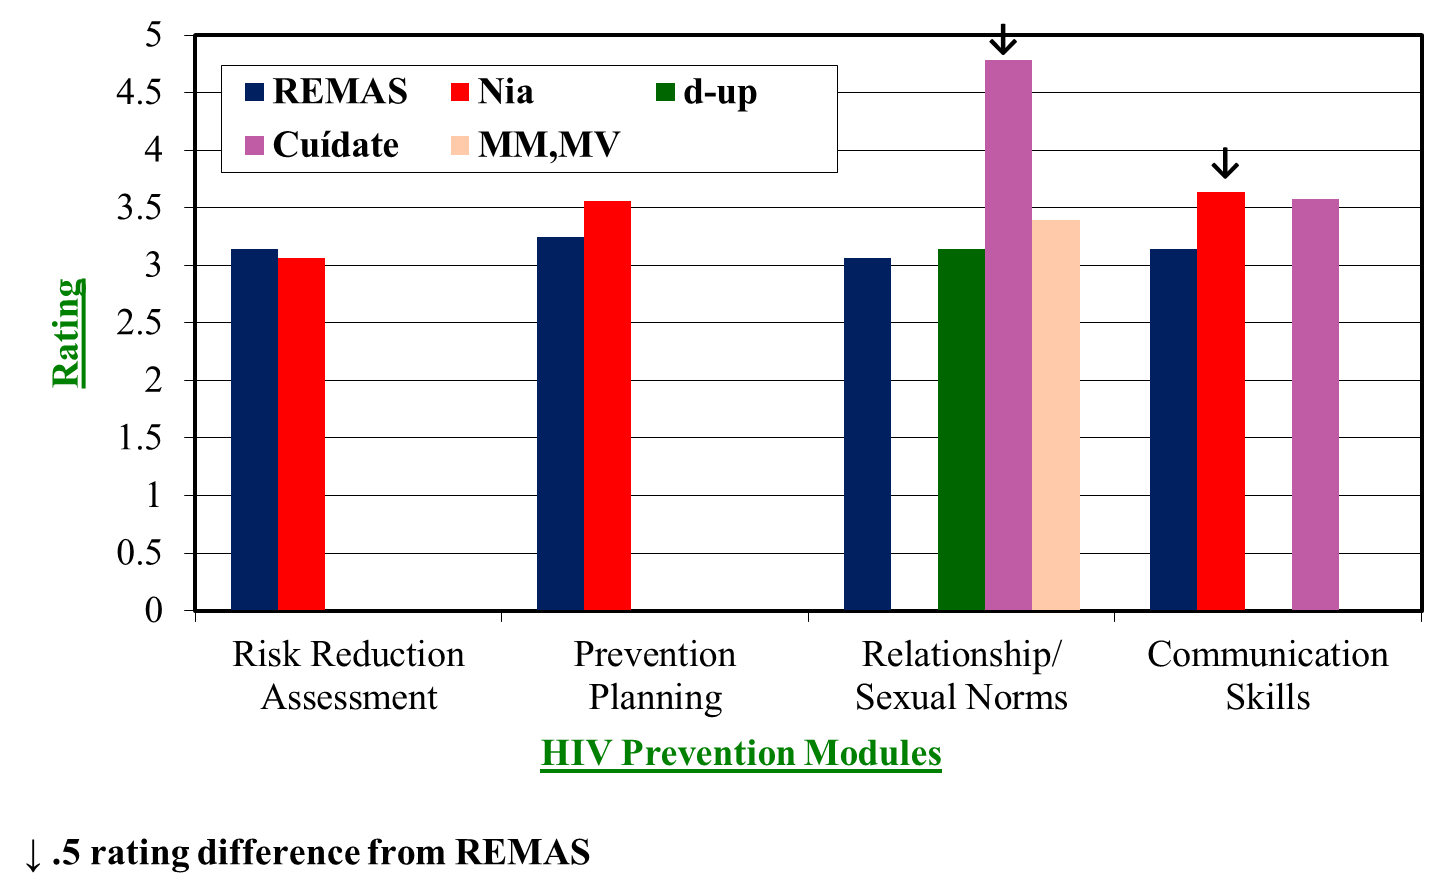 5
4.5
4
3.5
3
2.5
2
1.5
1
0.5
0
Rating
REMAS Nia d-up
Cuídate MM,MV
↓
↓
Risk Reduction
Assessment
Prevention
Planning
Relationship/
Sexual Norms
Communication
Skills
HIV Prevention Modules
↓ .5 rating difference from REMAS